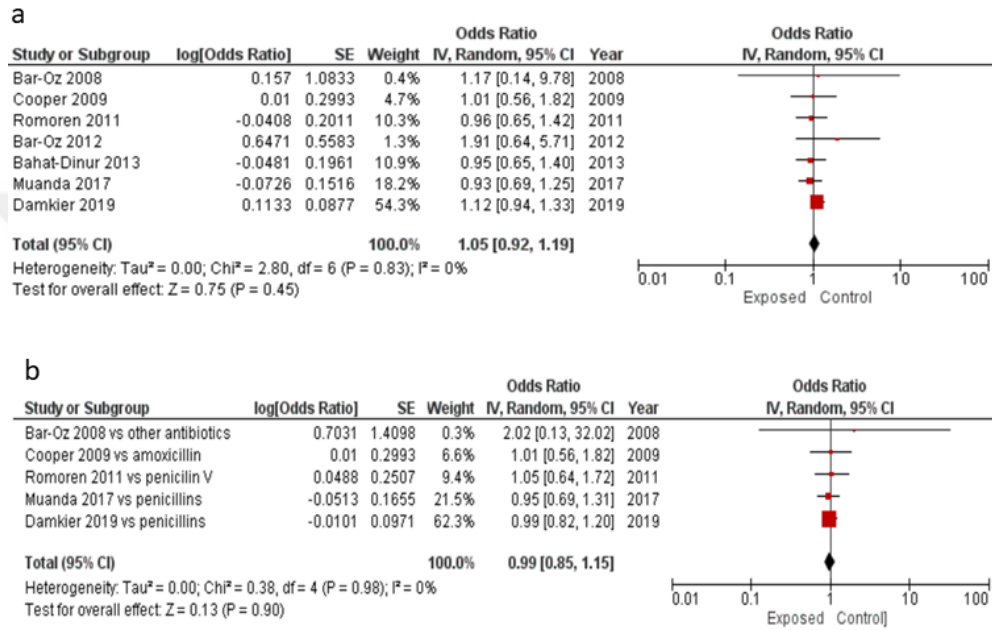 a
Odds Ratio Odds Ratio
Study or Subgroup log[Odds Ratio] SE Weight IV, Random, 95% CI Year IV, Random, 95% CI
Bar-Oz 2008 0.157 1.0833 0.4% 1.17 [0.14, 9.78] 2008
Cooper 2009 0.01 0.2993 4.7% 1.01 [0.56, 1.82] 2009
Romoren 2011 -0.0408 0.2011 10.3% 0.96 [0.65, 1.42] 2011
Bar-Oz 2012 0.6471 0.5583 1.3% 1.91 [0.64, 5.71] 2012
Bahat-Dinur 2013 -0.0481 0.1961 10.9% 0.95 [0.65, 1.40] 2013
Muanda 2017 -0.0726 0.1516 18.2% 0.93 [0.69, 1.25] 2017
Damkier 2019 0.1133 0.0877 54.3% 1.12 [0.94, 1.33] 2019
Total (95% CI) 100.0% 1.05 [0.92, 1.19]
Heterogeneity: Tau² = 0.00; Chi² = 2.80, df = 6 (P = 0.83); I² = 0%
Test for overall effect: Z = 0.75 (P = 0.45)
0.01 0.1 1 10 100
Exposed Control
b
Odds Ratio Odds Ratio
Study or Subgroup log[Odds Ratio] SE Weight IV, Random, 95% CI Year IV, Random, 95% CI
Bar-Oz 2008 vs other antibiotics 0.7031 1.4098 0.3% 2.02 [0.13, 32.02] 2008
Cooper 2009 vs amoxicillin 0.01 0.2993 6.6% 1.01 [0.56, 1.82] 2009
Romoren 2011 vs penicilin V 0.0488 0.2507 9.4% 1.05 [0.64, 1.72] 2011
Muanda 2017 vs penicillins -0.0513 0.1655 21.5% 0.95 [0.69, 1.31] 2017
Damkier 2019 vs penicillins -0.0101 0.0971 62.3% 0.99 [0.82, 1.20] 2019
Total (95% CI) 100.0% 0.99 [0.85, 1.15]
Heterogeneity: Tau² = 0.00; Chi² = 0.38, df = 4 (P = 0.98); I² = 0%
Test for overall effect: Z = 0.13 (P = 0.90)
0.01 0.1 1 10 100
Exposed Control]